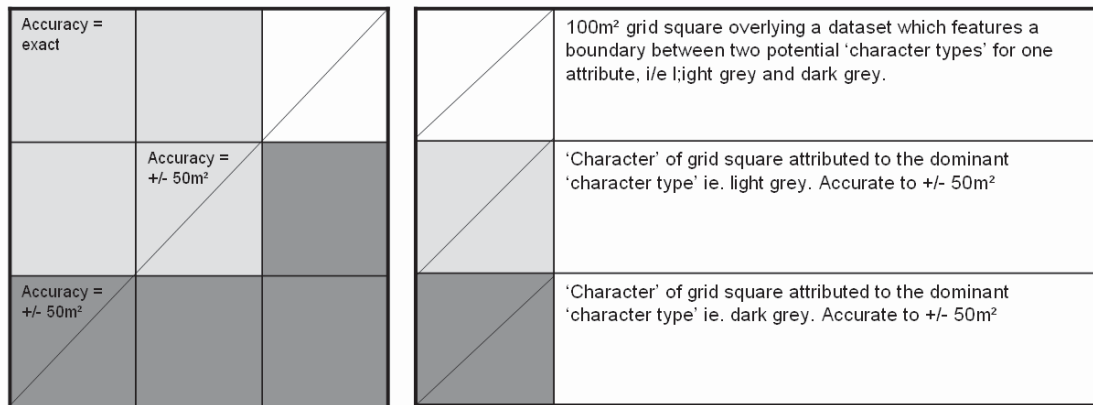 Accuracy =
exact
Accuracy =
+/- 50m²
Accuracy =
+/- 50m²
100m² grid square overlying a dataset which features a
boundary between two potential ‘character types’ for one
attribute, i/e l;ight grey and dark grey.
‘Character’ of grid square attributed to the dominant
‘character type’ ie. light grey. Accurate to +/- 50m²
‘Character’ of grid square attributed to the dominant
‘character type’ ie. dark grey. Accurate to +/- 50m²